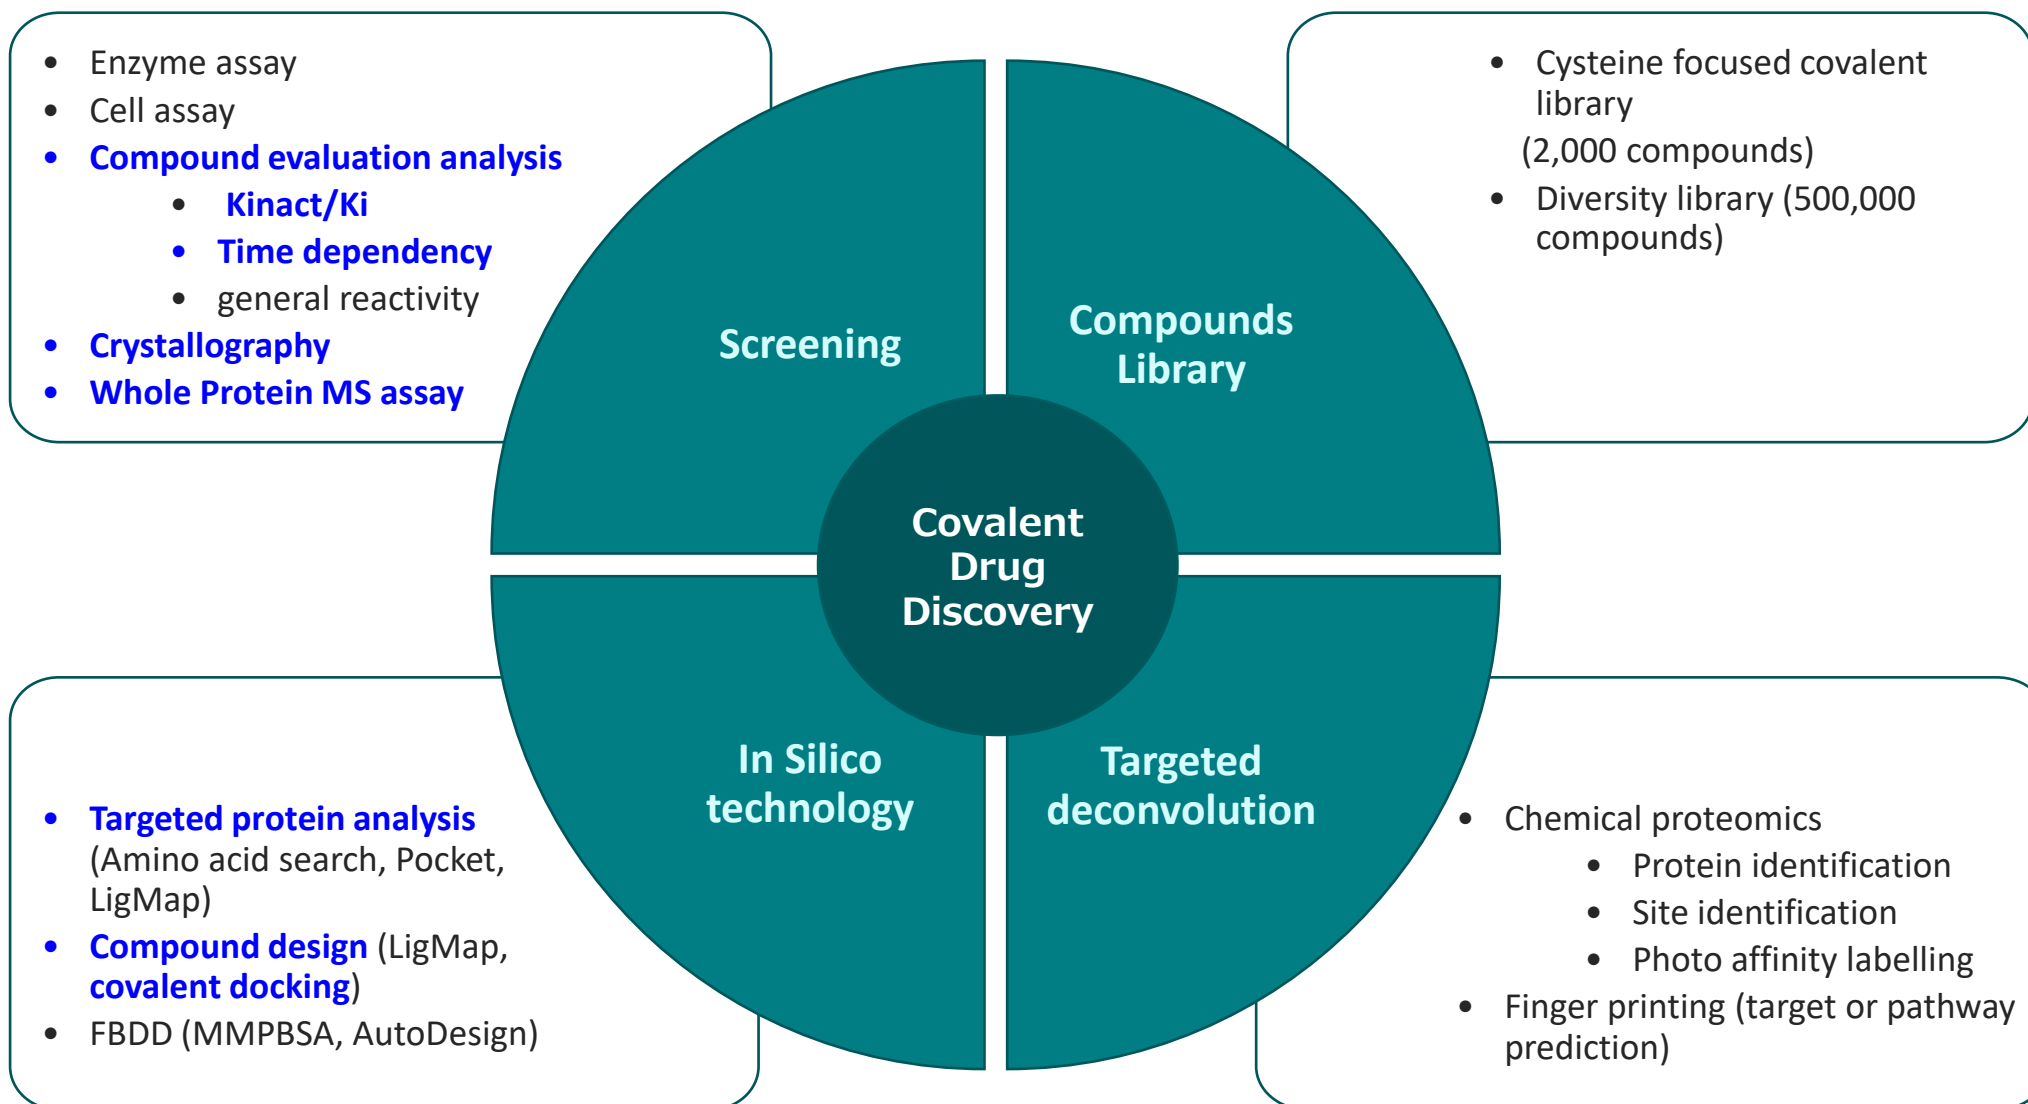 • Enzyme assay
• Cell assay
• Compound evaluation analysis
• Kinact/Ki
• Time dependency
• general reactivity
• Crystallography
• Whole Protein MS assay
• Cysteine focused covalent
library
(2,000 compounds)
• Diversity library (500,000
compounds)
Screening
Compounds
Library
Covalent
Drug
Discovery
In Silico
technology
Targeted
deconvolution
• Targeted protein analysis
(Amino acid search, Pocket,
LigMap)
• Compound design (LigMap,
covalent docking)
• FBDD (MMPBSA, AutoDesign)
• Chemical proteomics
• Protein identification
• Site identification
• Photo affinity labelling
• Finger printing (target or pathway
prediction)